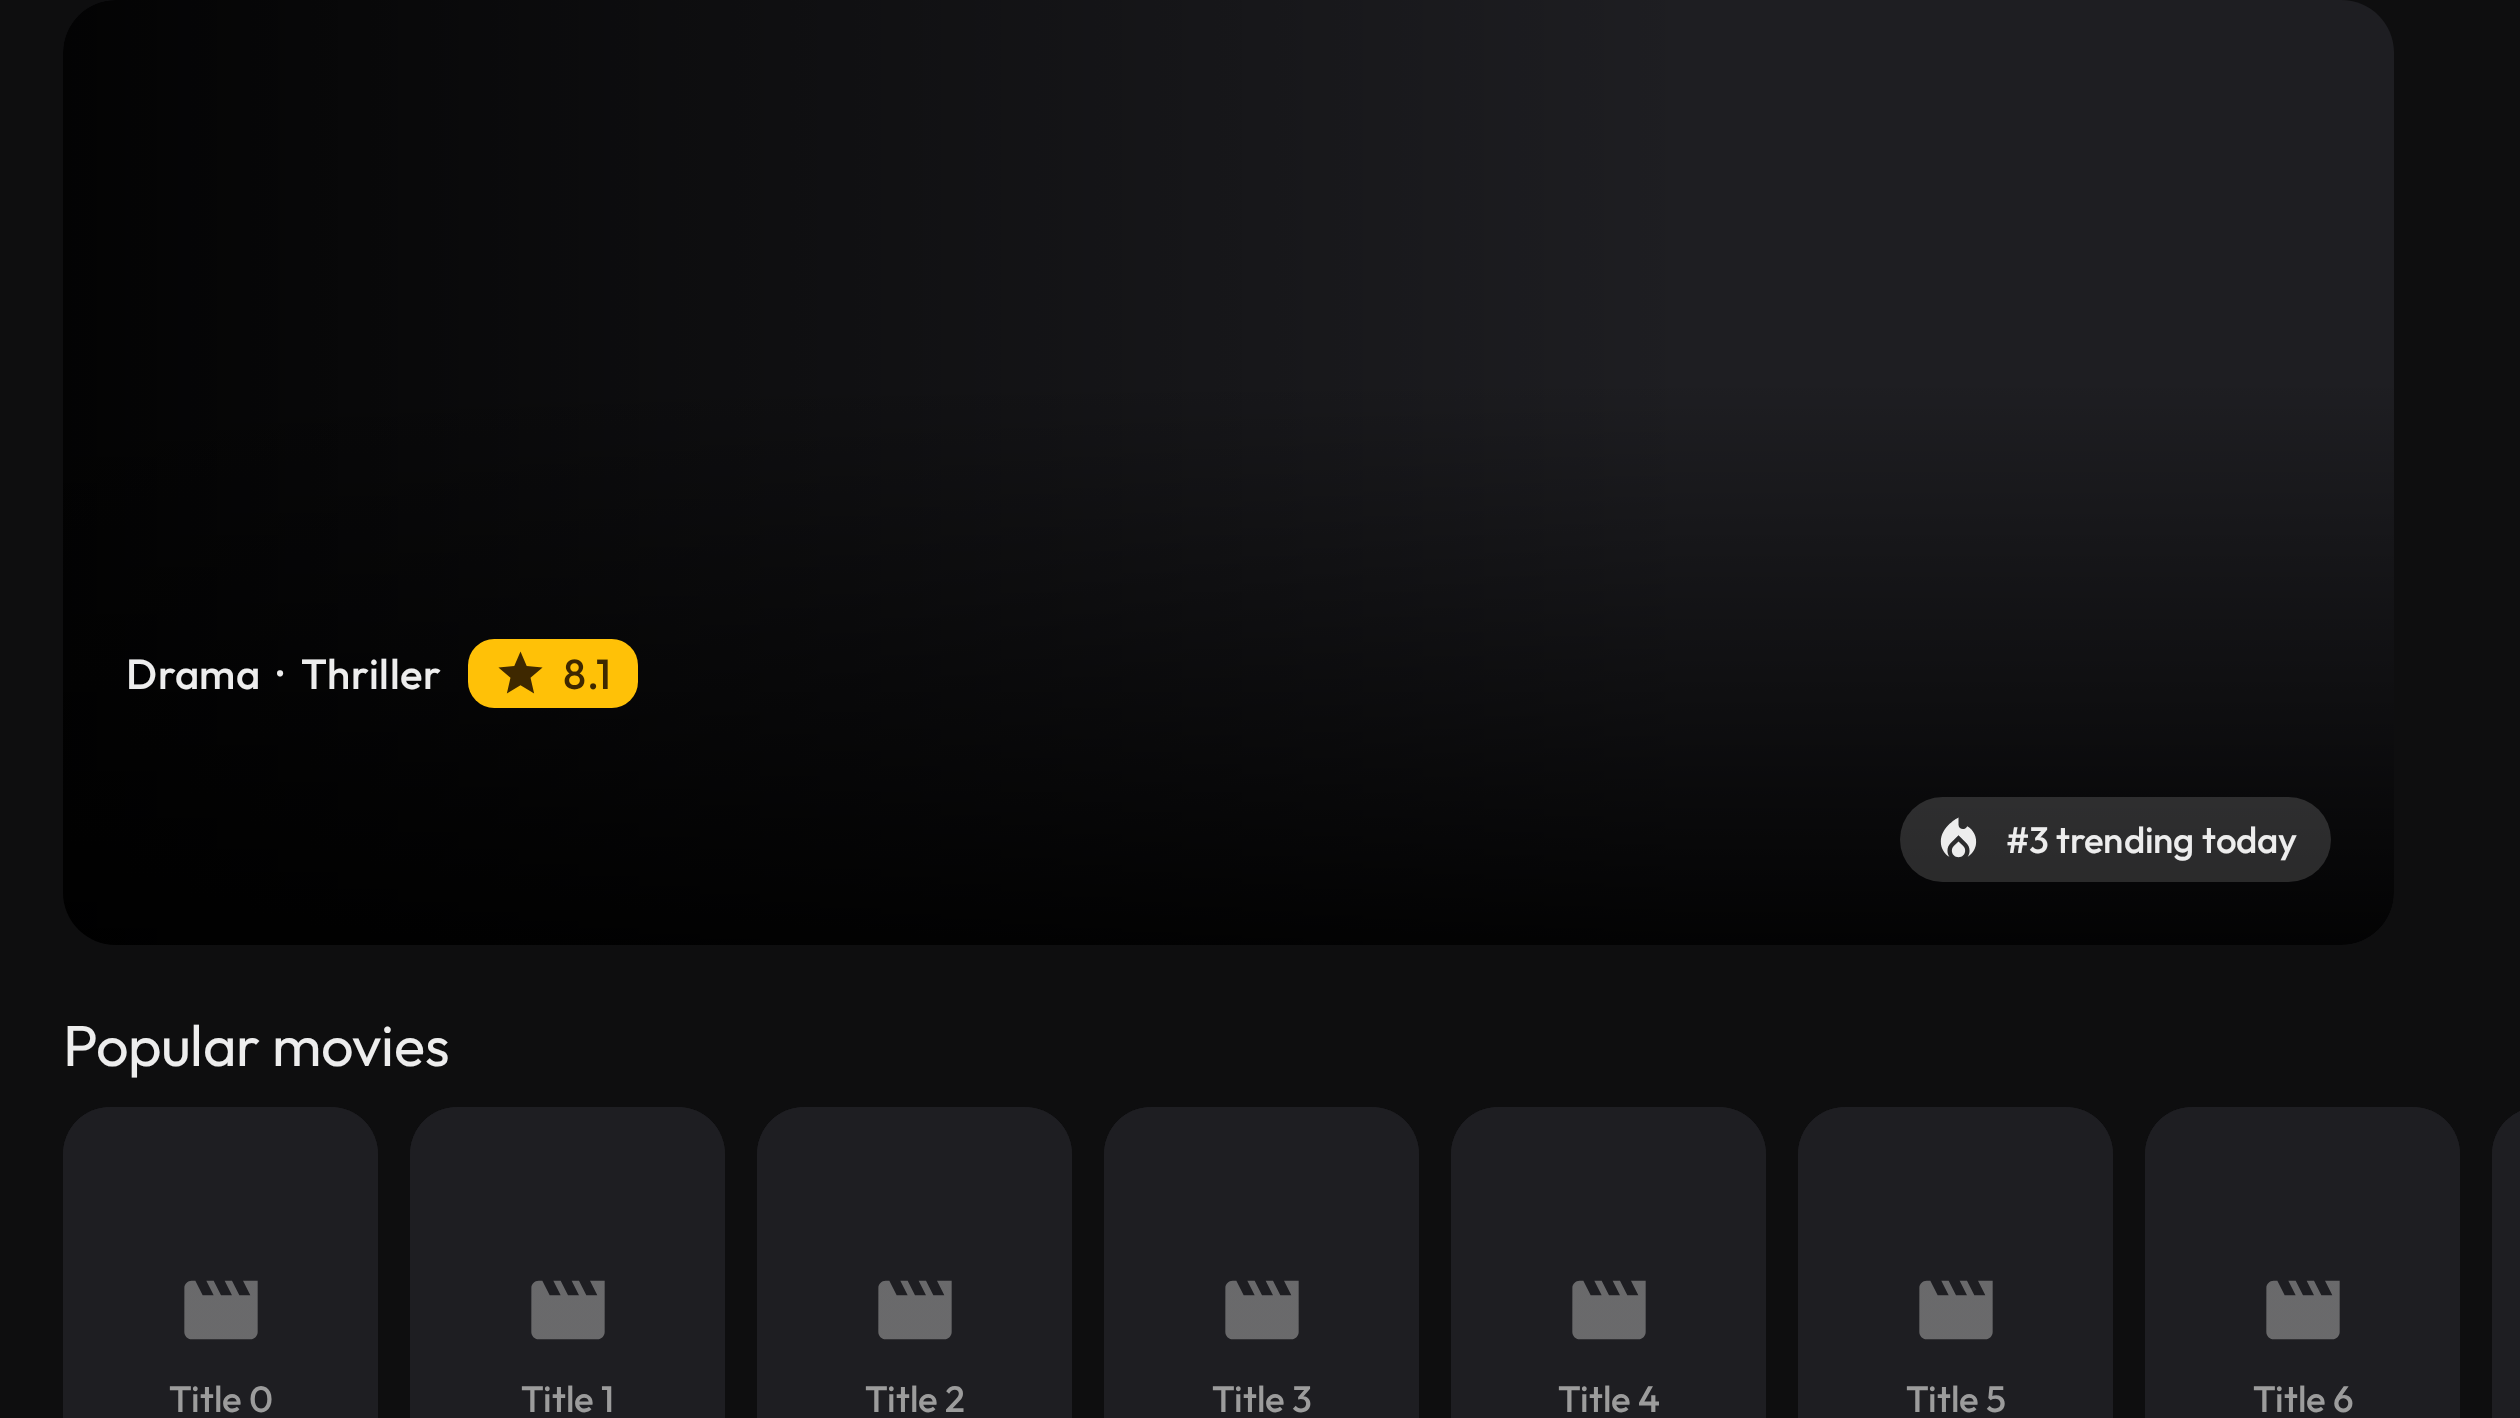 Drama · Thriller 8.1
#3 trending today
Popular movies
Title 0 Title 1 Title 2 Title 3 Title 4 Title 5 Title 6